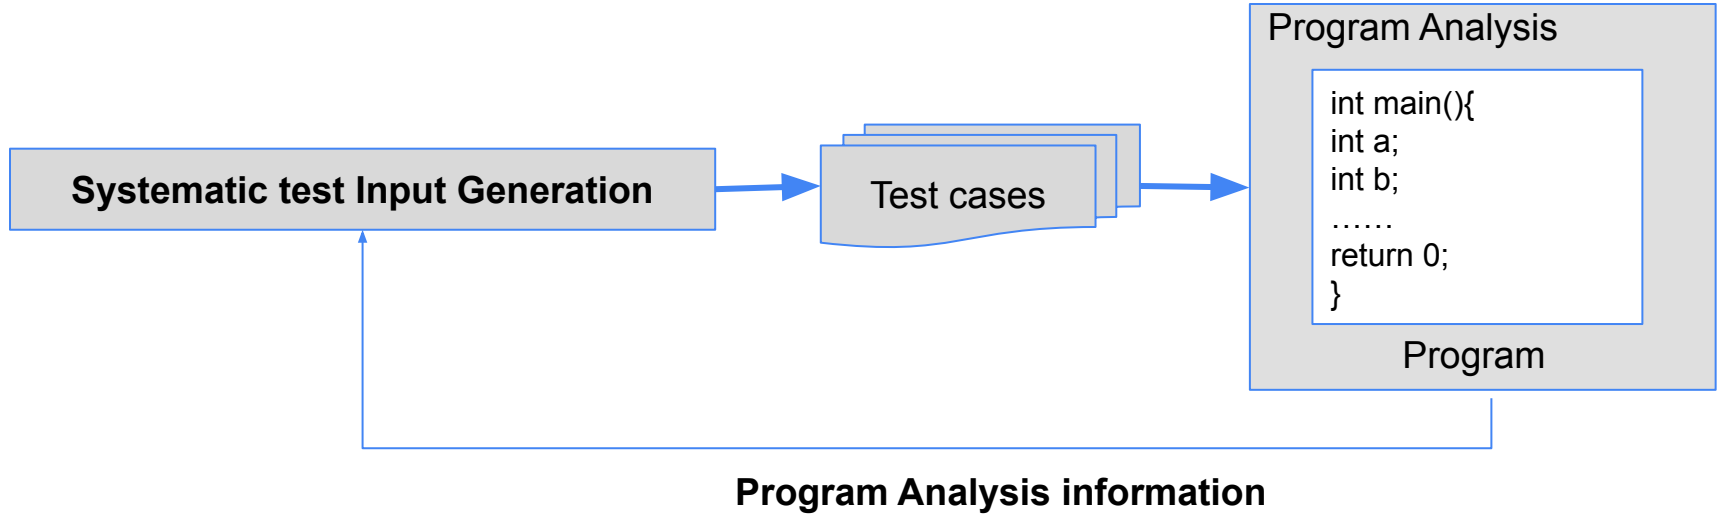 Program Analysis
int main(){
int a;
int b;
……
return 0;
}
Program
Systematic test Input Generation
Test cases
Program Analysis information